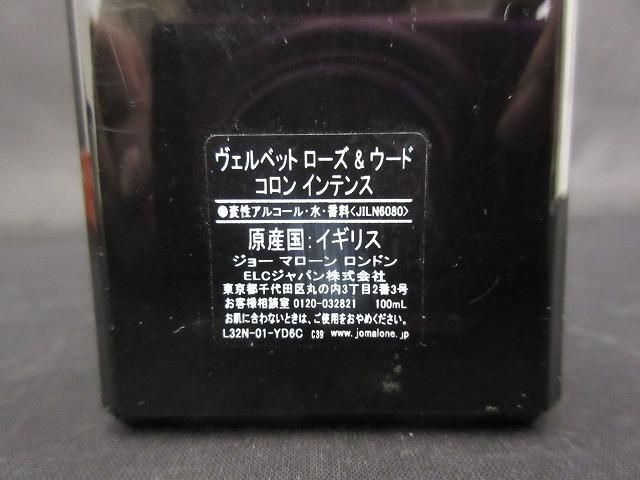 ヴェルベット ローズ & ウード
コロン インテンス
●変性アルコール・水・香料<JILN6080>
原産国:イギリス
ジョー マローン ロンドン
ELCジャパン株式会社
東京都千代田区丸の内3丁目2番3号
お客様相談室 0120-032821 100mL
お肌に合わないときは、ご使用をおやめください。
L32N-01-YD6C C39 www.jomalone.jp